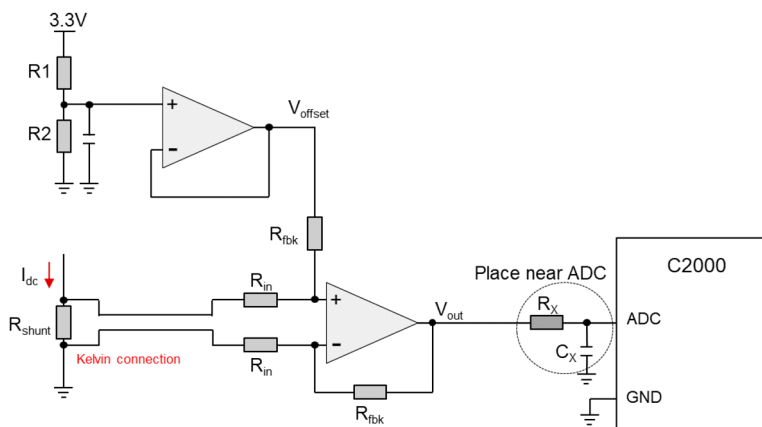 3.3V
R1
R2
+
-
Voffset
Rfbk
Idc
Rshunt
Kelvin connection
Rin
Rin
+
-
Rfbk
Vout
Place near ADC
RX
CX
C2000
ADC
GND